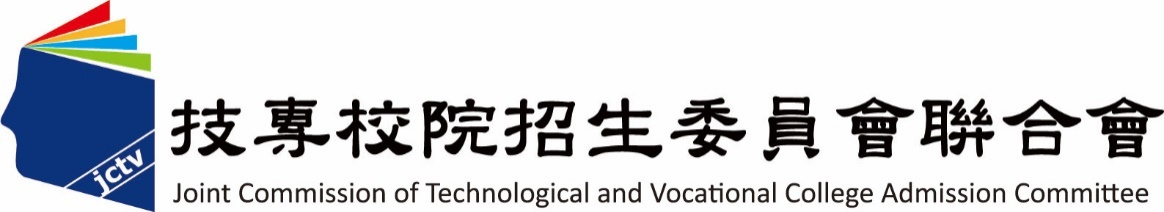 技專校院招生委員會聯合會
jctv
Joint Commission of Technological and Vocational College Admission Committee